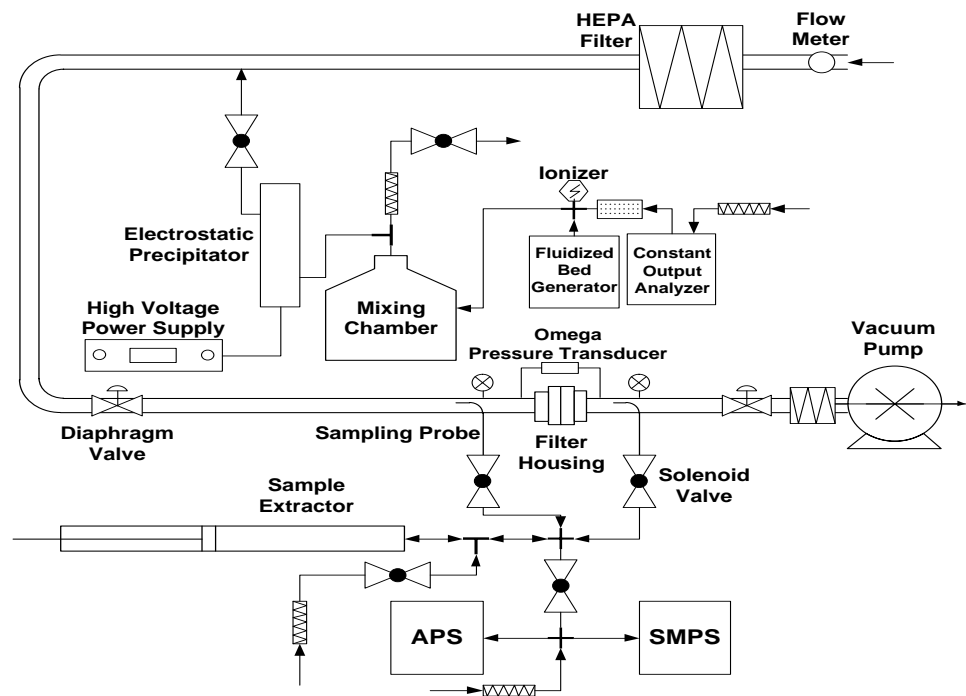 HEPA
Filter
Flow
Meter
Ionizer
Electrostatic
Precipitator
Fluidized
Bed
Generator
Constant
Output
Analyzer
High Voltage
Power Supply
Mixing
Chamber
Omega
Pressure Transducer
Vacuum
Pump
Diaphragm
Valve
Sampling Probe
Filter
Housing
Solenoid
Valve
Sample
Extractor
APS
SMPS